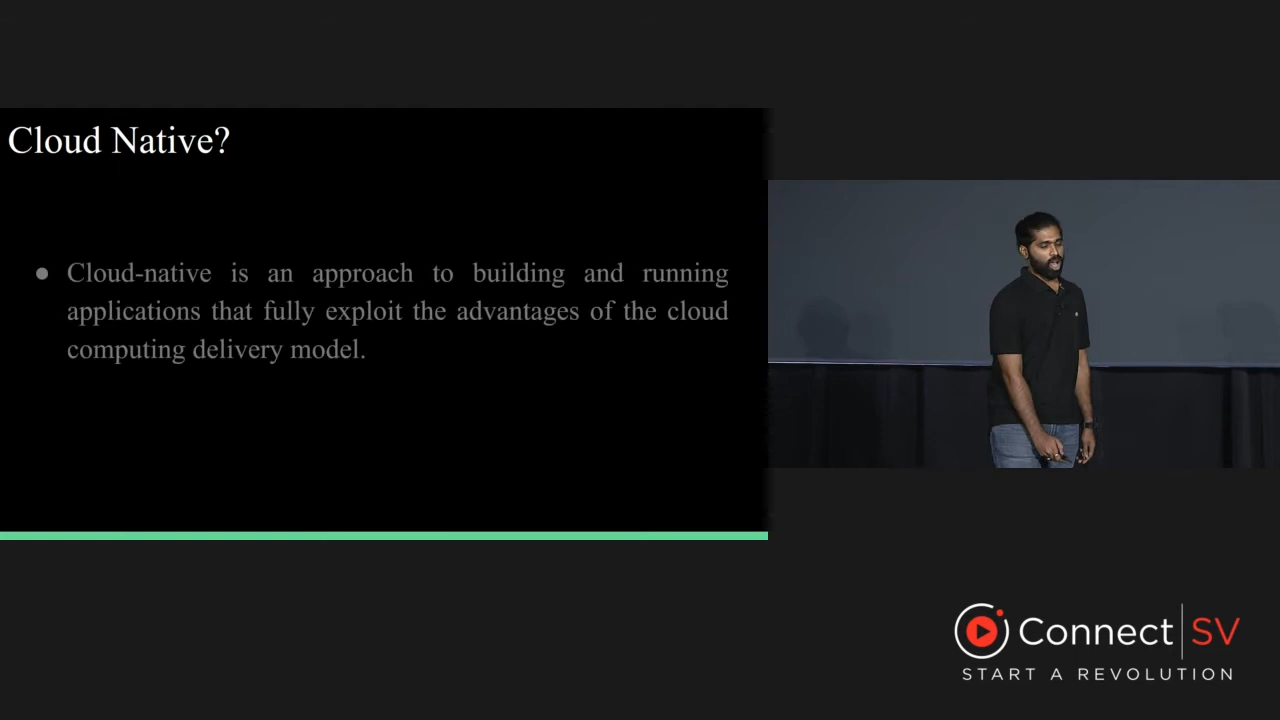 Cloud Native?
● Cloud-native is an approach to building and running
applications that fully exploit the advantages of the cloud
computing delivery model.
Connect SV
START A REVOLUTION